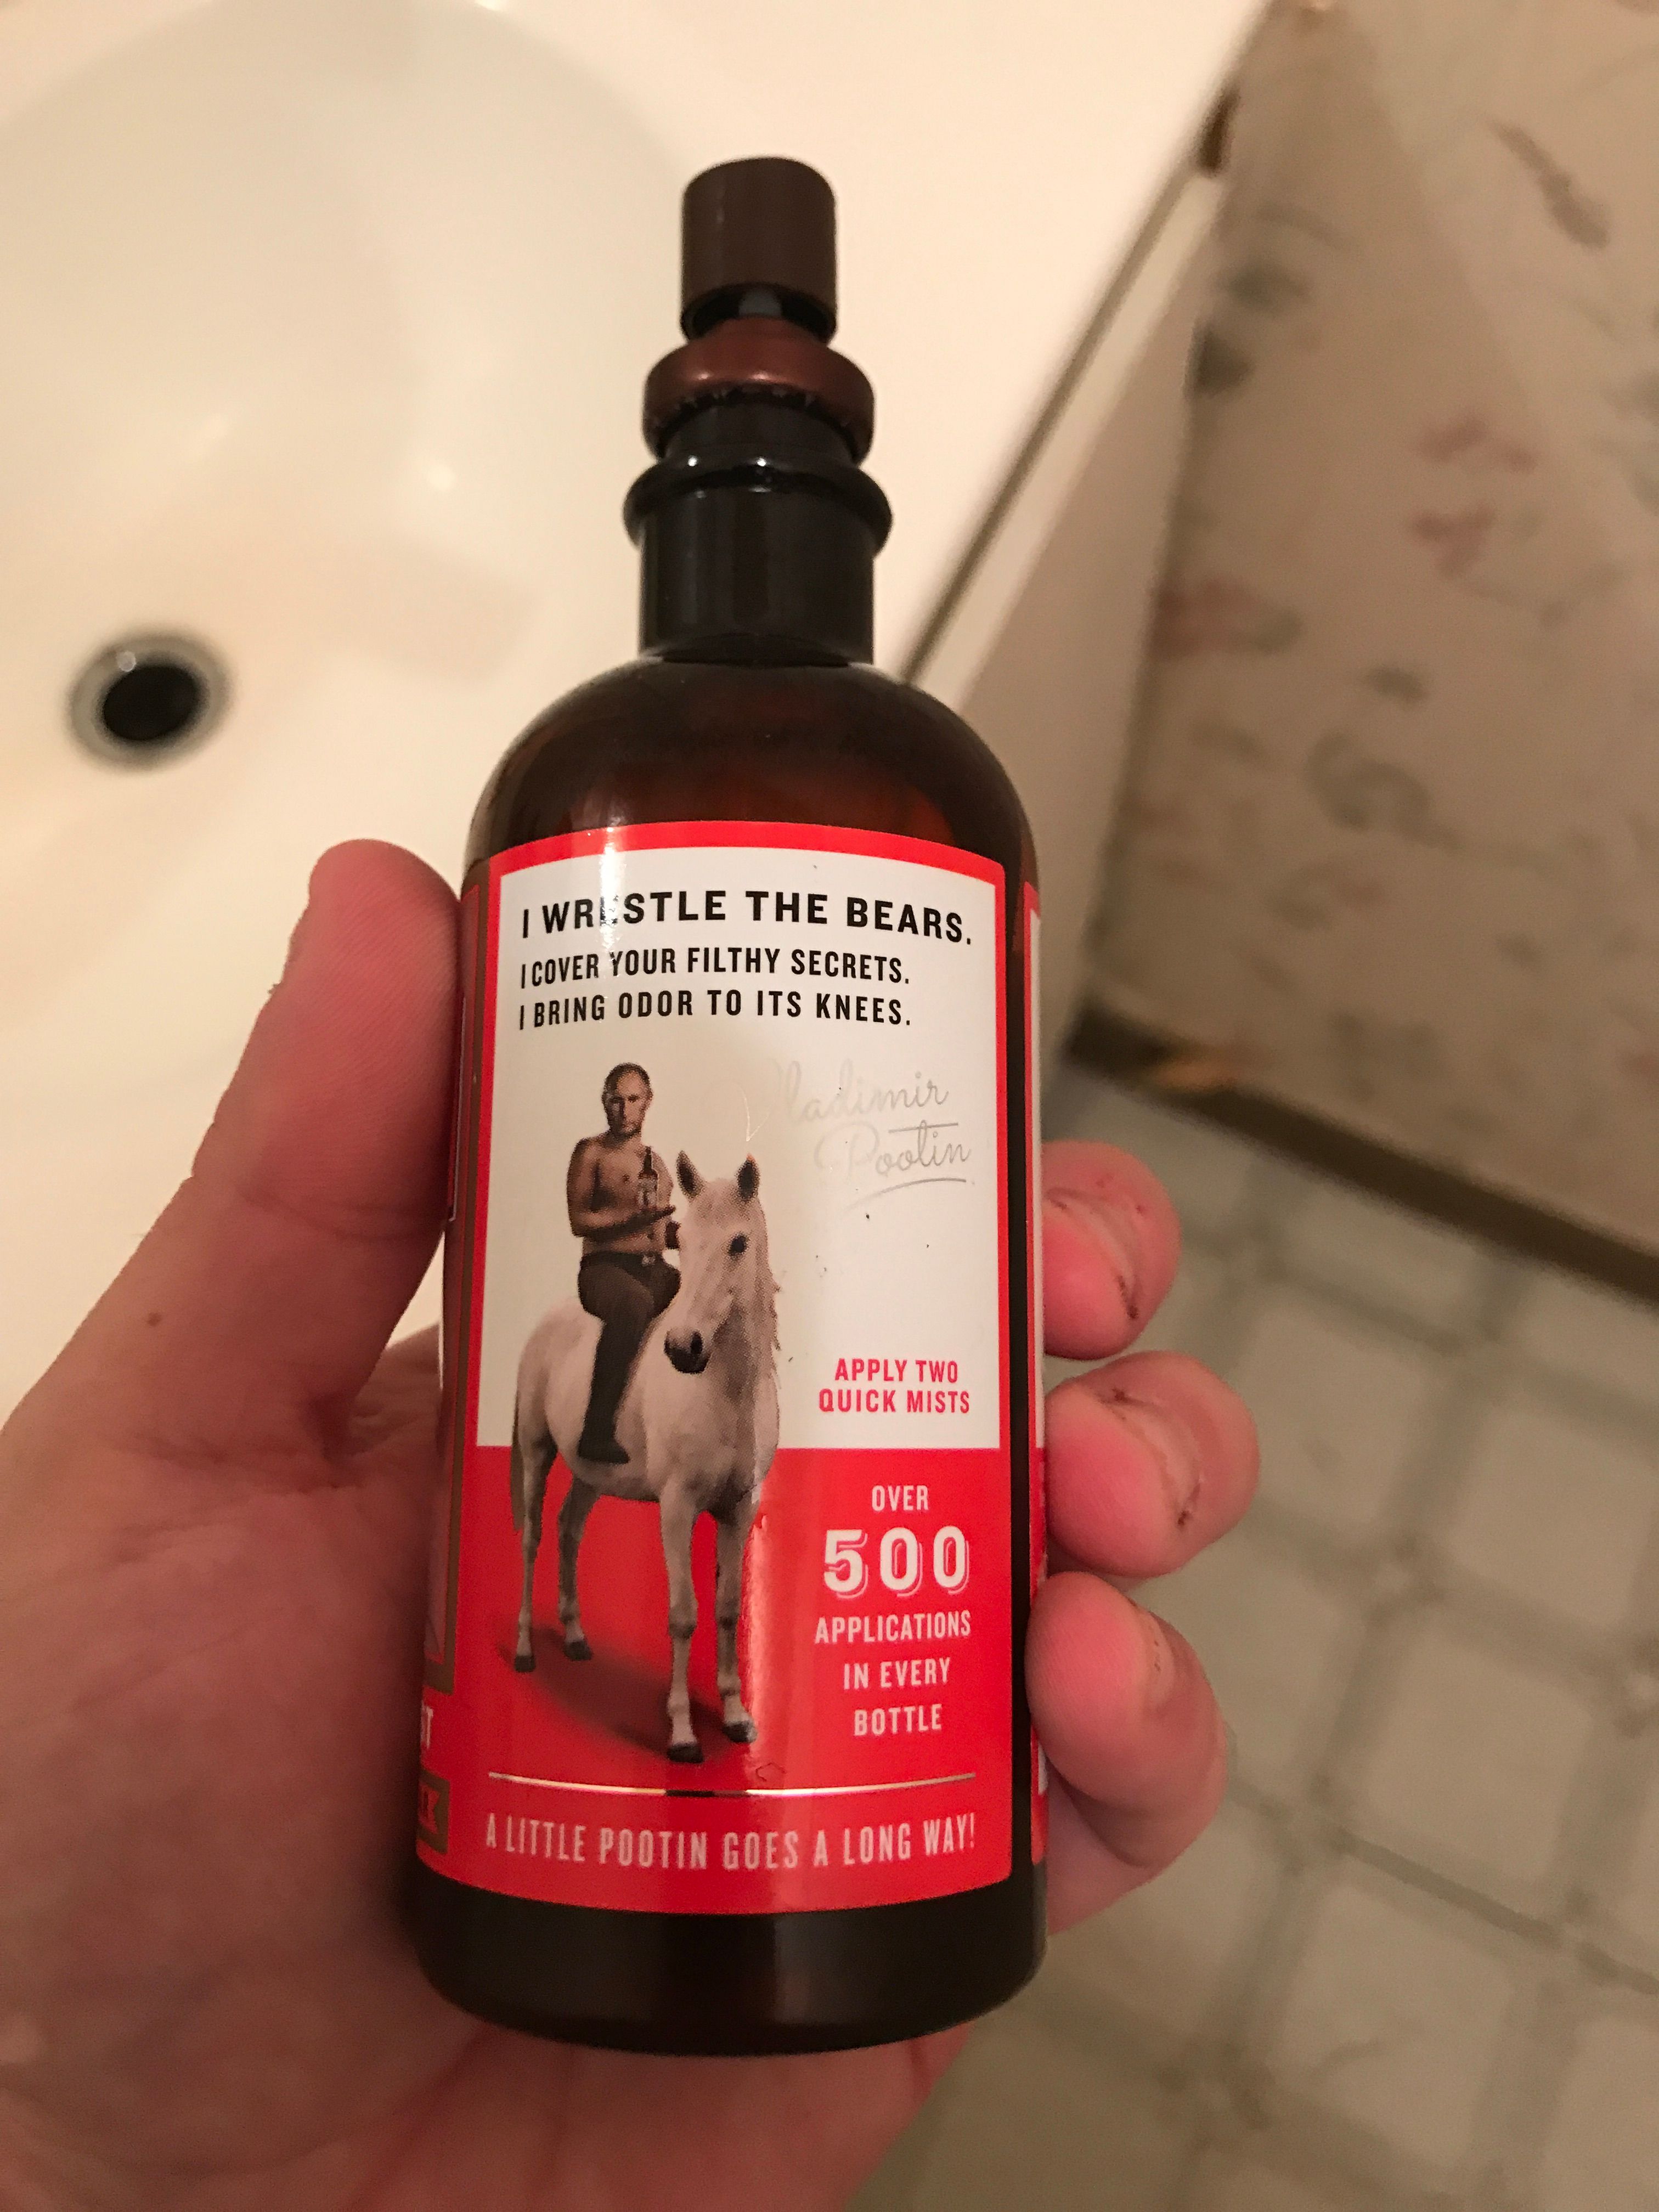 I WRESTLE THE BEARS.
I COVER YOUR FILTHY SECRETS.
I BRING ODOR TO ITS KNEES.
Vladimir
Pootin
APPLY TWO
QUICK MISTS
OVER
500
APPLICATIONS
IN EVERY
BOTTLE
A LITTLE POOTIN GOES A LONG WAY!